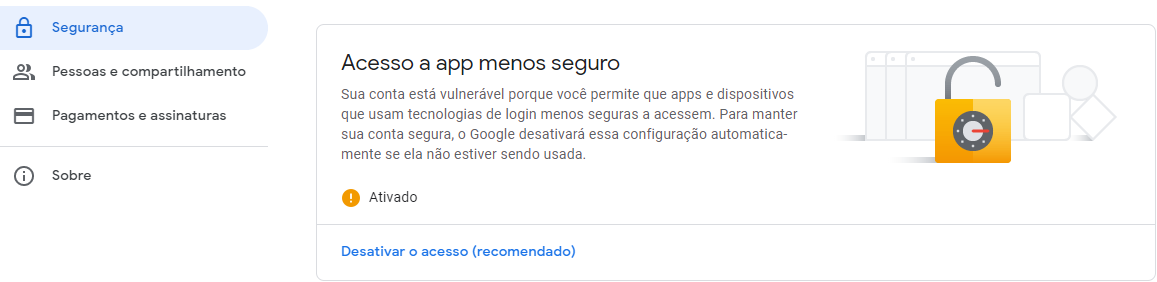 Segurança
Pessoas e compartilhamento
Pagamentos e assinaturas
Sobre
Acesso a app menos seguro
Sua conta está vulnerável porque você permite que apps e dispositivos
que usam tecnologias de login menos seguras a acessem. Para manter
sua conta segura, o Google desativará essa configuração automatica-
mente se ela não estiver sendo usada.
Ativado
Desativar o acesso (recomendado)